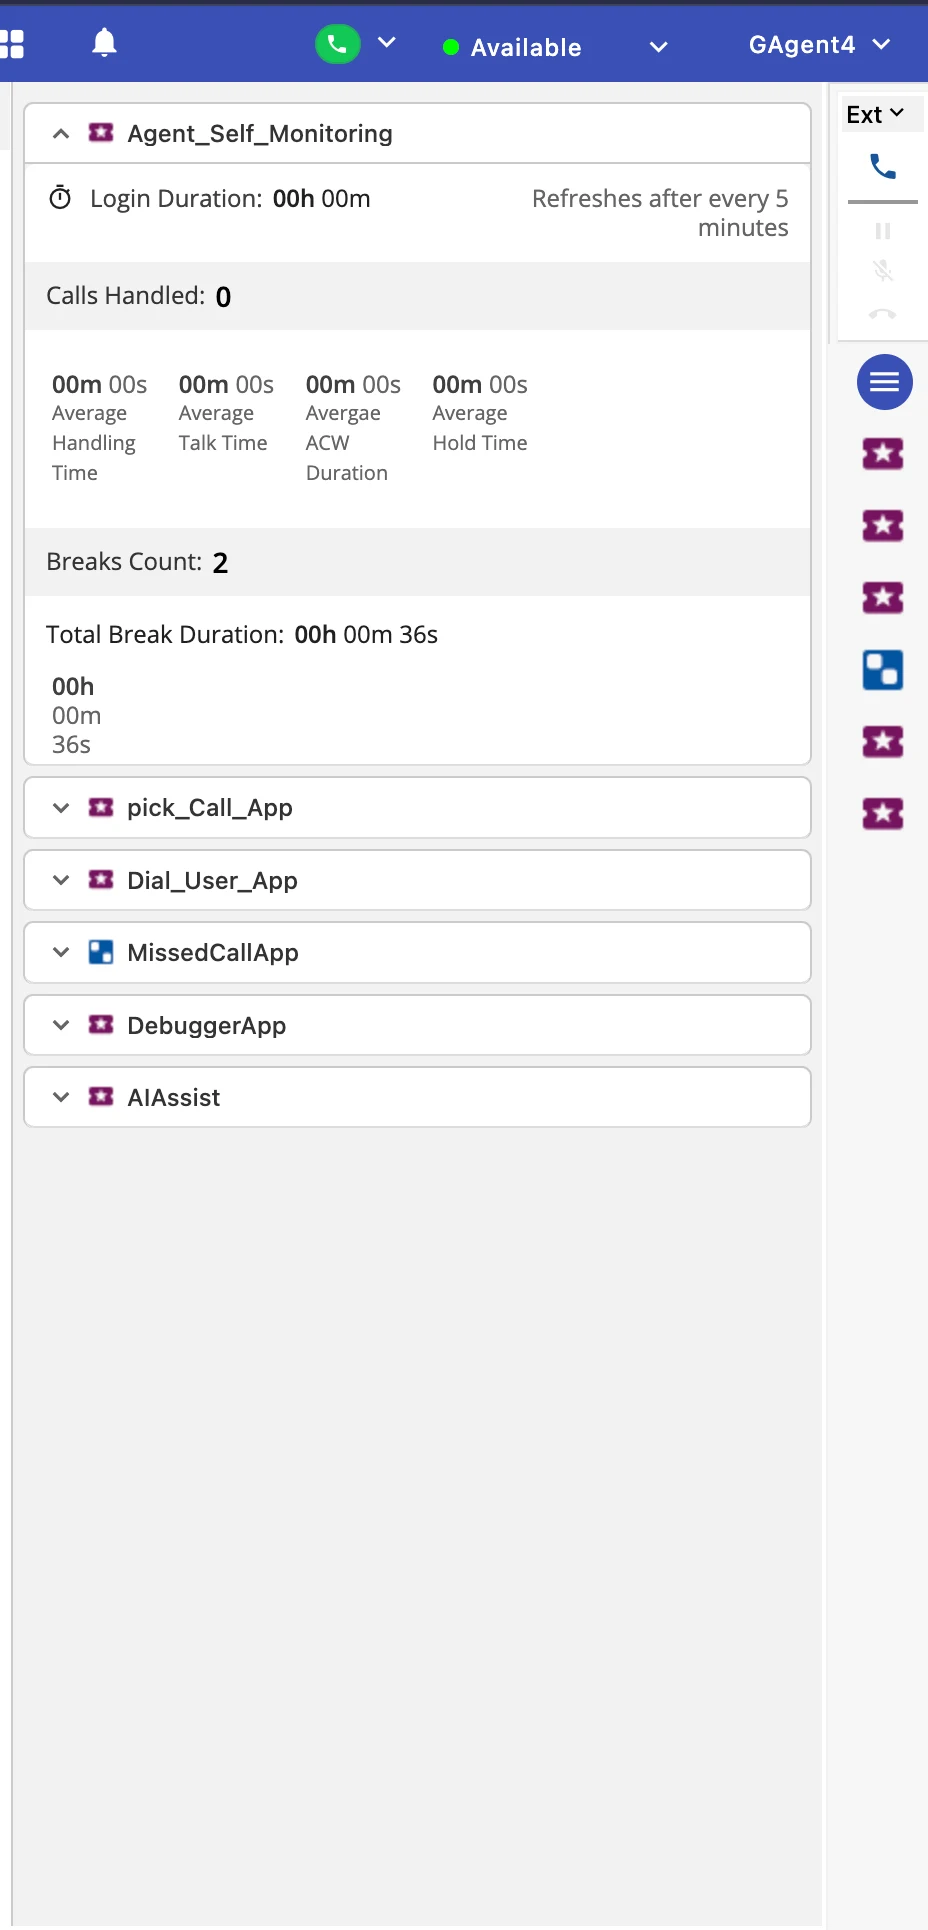 Available
GAgent4
Ext
Agent_Self_Monitoring
Login Duration: 00h 00m
Refreshes after every 5
minutes
Calls Handled: 0
00m 00s
Average
Handling
Time
00m 00s
Average
Talk Time
00m 00s
Avergae
ACW
Duration
00m 00s
Average
Hold Time
Breaks Count: 2
Total Break Duration: 00h 00m 36s
00h
00m
36s
pick_Call_App
Dial_User_App
MissedCallApp
DebuggerApp
AIAssist